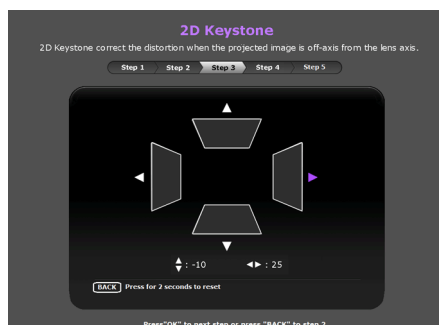 2D Keystone
2D Keystone correct the distortion when the projected image is off-axis from the lens axis.
Step 1 Step 2 Step 3 Step 4 Step 5
: -10 : 25
BACK Press for 2 seconds to reset
Press"OK" to next step or press "BACK" to step 2